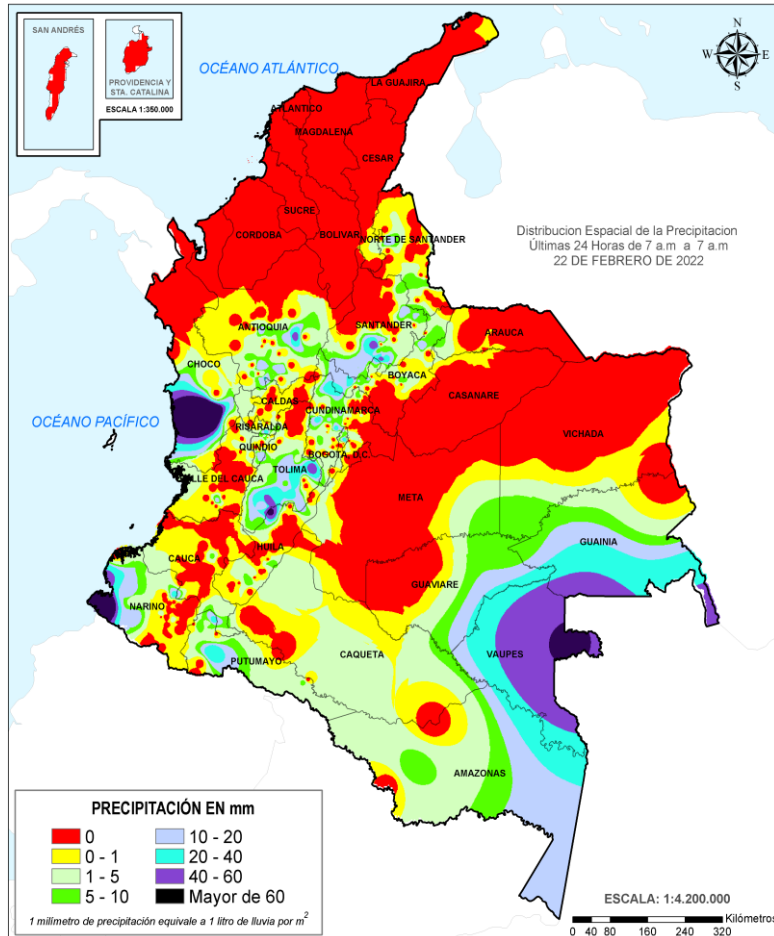 SAN ANDRÉS
PROVIDENCIA Y
STA. CATALINA
ESCALA 1:350.000
N
W E
S
OCÉANO ATLÁNTICO
LA GUAJIRA
ATLANTICO
MAGDALENA
CESAR
SUCRE
CORDOBA
BOLIVAR
NORTE DE SANTANDER
Distribucion Espacial de la Precipitacion
Últimas 24 Horas de 7 a.m a 7 a.m
22 DE FEBRERO DE 2022
ANTIOQUIA
SANTANDER
ARAUCA
CHOCO
BOYACA
CASANARE
CALDAS
CUNDINAMARCA
OCÉANO PACÍFICO
RISARALDA
VICHADA
QUINDIO
BOGOTA, D.C.
TOLIMA
VALLE DEL CAUCA
META
GUAINIA
HUILA
CAUCA
GUAVIARE
NARINO
CAQUETA
VAUPES
PUTUMAYO
AMAZONAS
PRECIPITACIÓN EN mm
0 10 - 20
0 - 1 20 - 40
1 - 5 40 - 60
5 - 10 Mayor de 60
1 milímetro de precipitación equivale a 1 litro de lluvia por m²
ESCALA: 1:4.200.000
Kilómetros
0 40 80 160 240 320